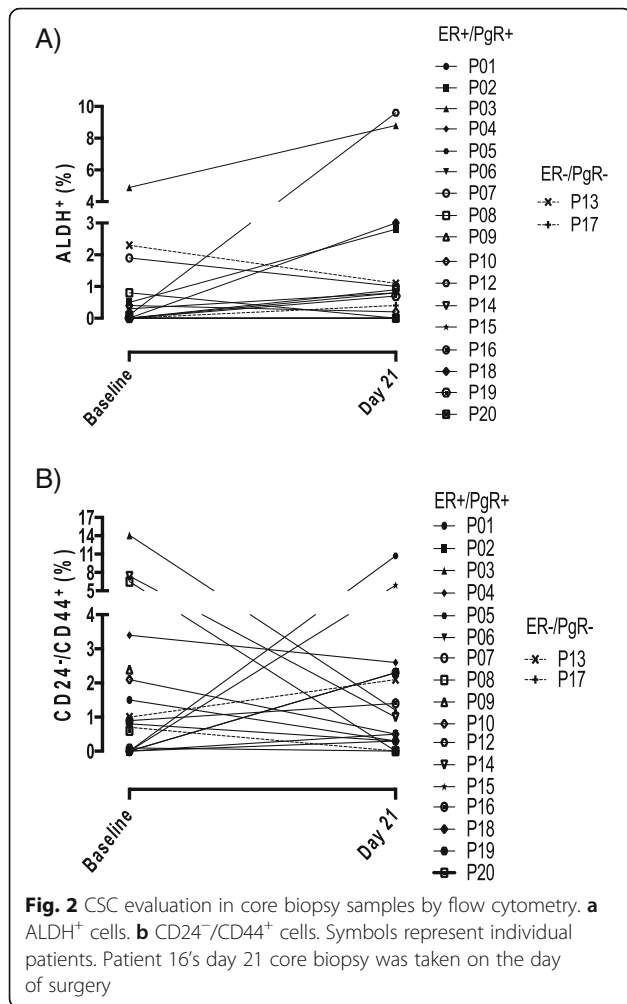 A)
ER+/PgR+
P01
P02
P03
P04
P05
P06
P07
P08
P09
P10
P12
P14
P15
P16
P18
P19
P20
ER-/PgR-
P13
P17
ALDH⁺ (%)
10
8
6
4
3
2
1
0
Baseline
Day 21
B)
ER+/PgR+
P01
P02
P03
P04
P05
P06
P07
P08
P09
P10
P12
P14
P15
P16
P18
P19
P20
ER-/PgR-
P13
P17
CD24-/CD44⁺ (%)
17
14
11
8
5
4
3
2
1
0
Baseline
Day 21
Fig. 2 CSC evaluation in core biopsy samples by flow cytometry. a
ALDH⁺ cells. b CD24⁻/CD44⁺ cells. Symbols represent individual
patients. Patient 16's day 21 core biopsy was taken on the day
of surgery